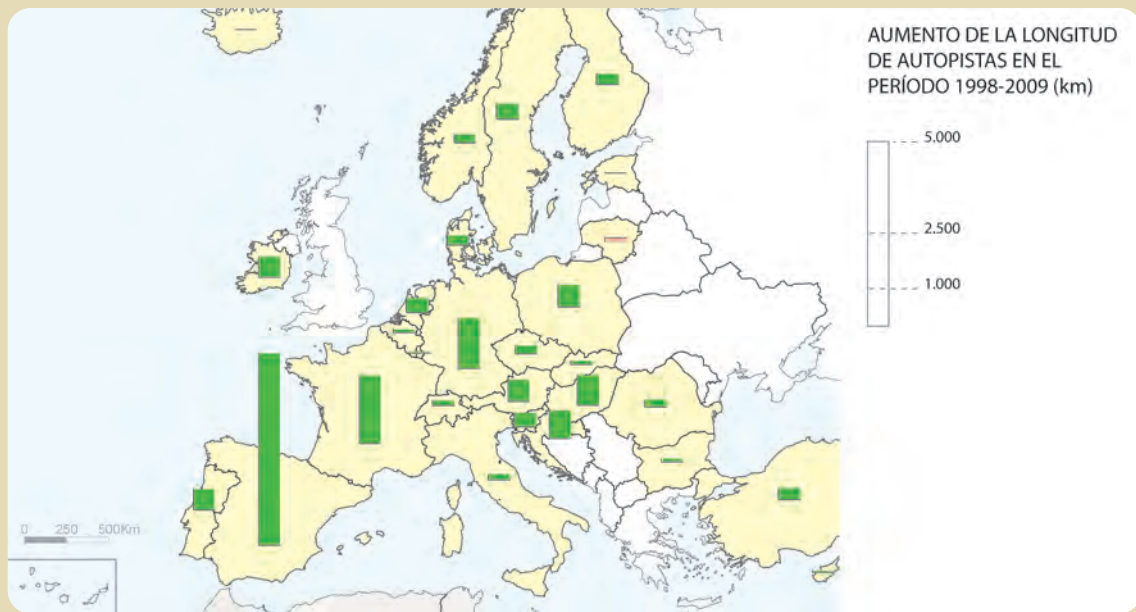 AUMENTO DE LA LONGITUD
DE AUTOPISTAS EN EL
PERÍODO 1998-2009 (km)
5.000
2.500
1.000
0 250 500Km